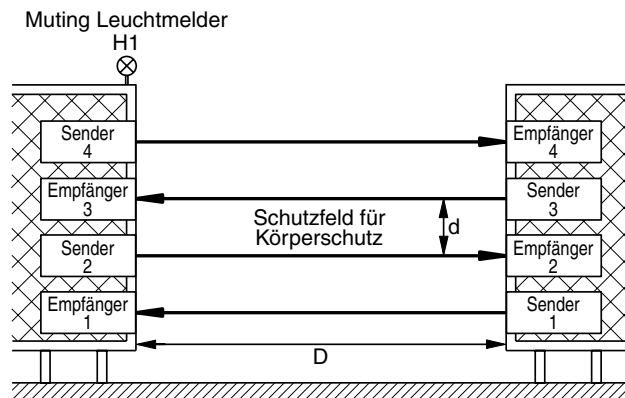 Muting Leuchtmelder
H1
Sender
4
Empfänger
4
Empfänger
3
Sender
3
Schutzfeld für
Körperschutz
d
Sender
2
Empfänger
2
Empfänger
1
Sender
1
D